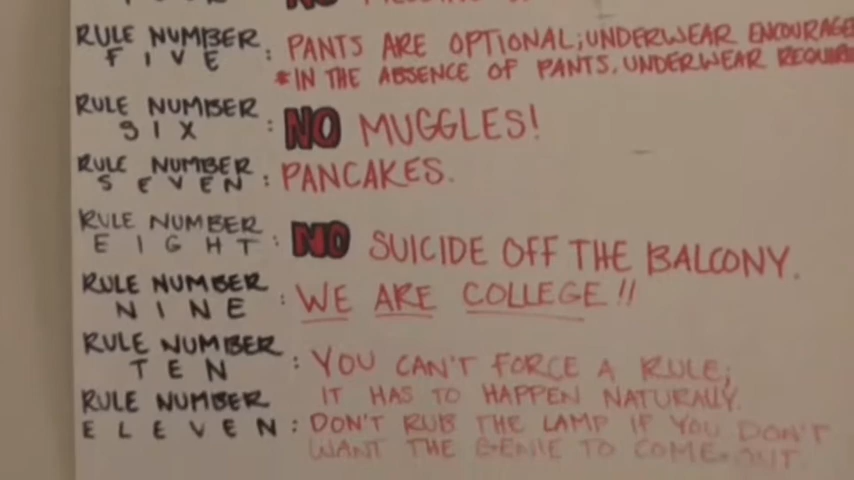 NO
RULE NUMBER FIVE : PANTS ARE OPTIONAL; UNDERWEAR ENCOURAGED
*IN THE ABSENCE OF PANTS, UNDERWEAR REQUIRED
RULE NUMBER SIX : NO MUGGLES!
RULE NUMBER SEVEN : PANCAKES.
RULE NUMBER EIGHT : NO SUICIDE OFF THE BALCONY.
RULE NUMBER NINE : WE ARE COLLEGE!!
RULE NUMBER TEN : YOU CAN'T FORCE A RULE;
IT HAS TO HAPPEN NATURALLY.
RULE NUMBER ELEVEN : DON'T RUB THE LAMP IF YOU DON'T
WANT THE GENIE TO COME OUT.